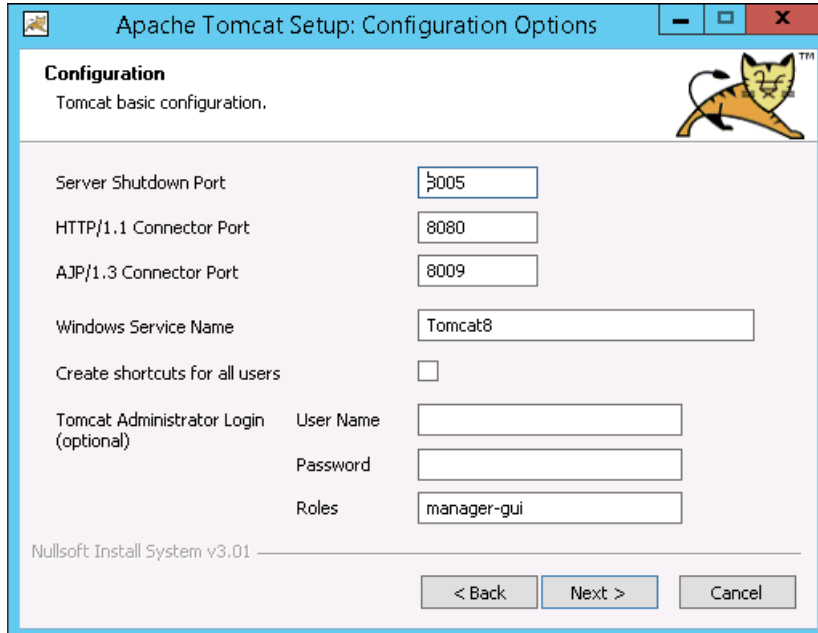 Apache Tomcat Setup: Configuration Options
Configuration
Tomcat basic configuration.
TM
Server Shutdown Port 8005
HTTP/1.1 Connector Port 8080
AJP/1.3 Connector Port 8009
Windows Service Name Tomcat8
Create shortcuts for all users
Tomcat Administrator Login (optional)
User Name
Password
Roles manager-gui
Nullsoft Install System v3.01
< Back Next > Cancel